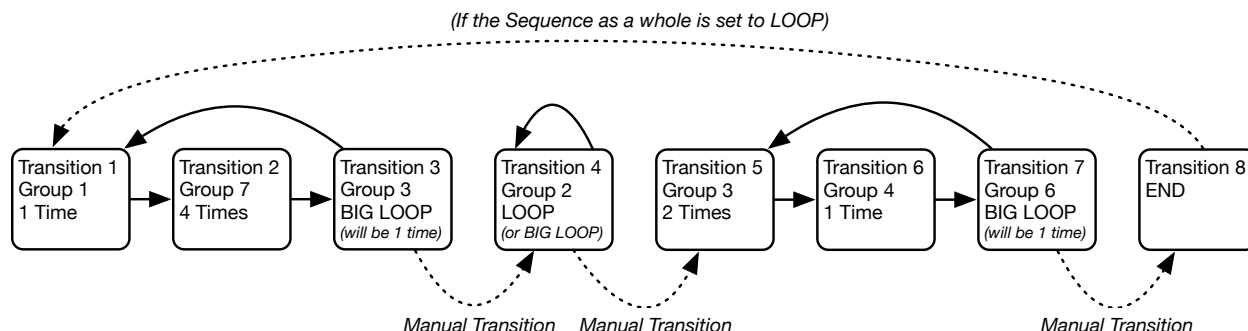 (If the Sequence as a whole is set to LOOP)
Transition 1
Group 1
1 Time
Transition 2
Group 7
4 Times
Transition 3
Group 3
BIG LOOP
(will be 1 time)
Transition 4
Group 2
LOOP
(or BIG LOOP)
Transition 5
Group 3
2 Times
Transition 6
Group 4
1 Time
Transition 7
Group 6
BIG LOOP
(will be 1 time)
Transition 8
END
Manual Transition
Manual Transition
Manual Transition